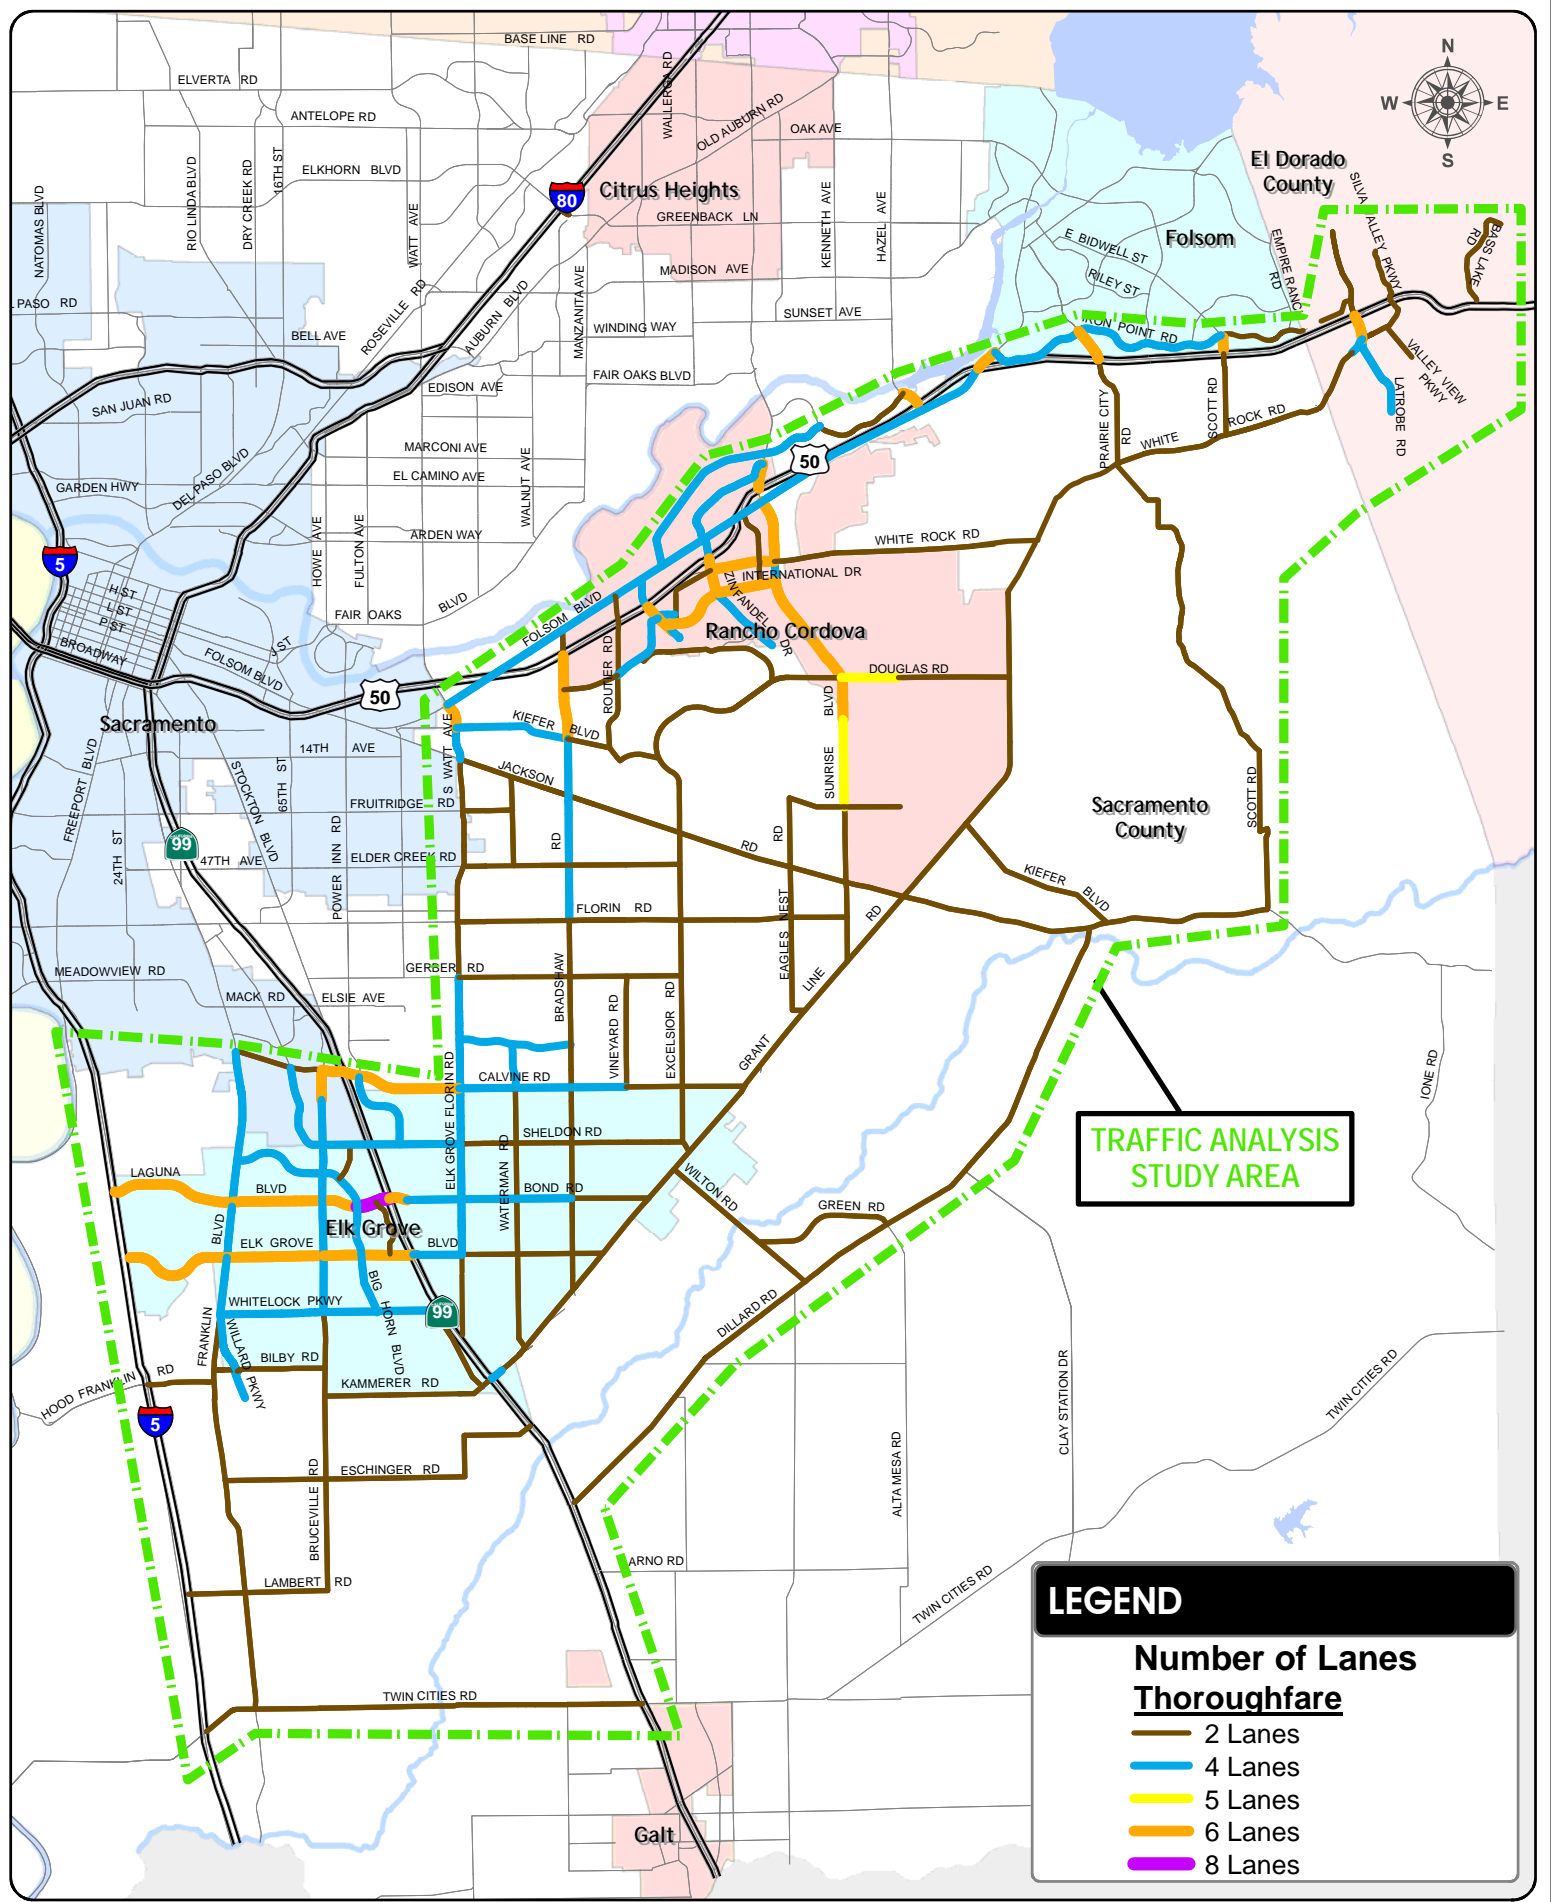 BASE LINE RD
ELVERTA RD
WALLERGA RD
OLD AUBURN RD
ANTELOPE RD
OAK AVE
N
W
E
S
El Dorado
County
RIO LINDA BLVD
DRY CREEK RD
16TH ST
ELKHORN BLVD
80
Citrus Heights
NATOMAS BLVD
WATT AVE
GREENBACK LN
KENNETH AVE
HAZEL AVE
Folsom
E BIDWELL ST
SILVA VALLEY PKWY
EMPIRE RANC
RD
BASS LAKE
RD
MADISON AVE
RILEY ST
L PASO RD
ROSEVILLE RD
AUBURN BLVD
MANZANITA AVE
SUNSET AVE
WINDING WAY
IRON POINT RD
BELL AVE
VALLEY VIEW
PKWY
FAIR OAKS BLVD
EDISON AVE
SAN JUAN RD
PRAIRIE CITY
RD
SCOTT RD
ROCK RD
LATROBE RD
WHITE
MARCONI AVE
50
DEL PASO BLVD
EL CAMINO AVE
WALNUT AVE
GARDEN HWY
ARDEN WAY
HOWE AVE
FULTON AVE
WHITE ROCK RD
5
INTERNATIONAL DR
ZINFANDEL DR
H ST
L ST
P ST
BROADWAY
FAIR OAKS
BLVD
FOLSOM BLVD
J ST
FOLSOM BLVD
Rancho Cordova
ROUTIER RD
DOUGLAS RD
50
Sacramento
S WATT AVE
KIEFER BLVD
BLVD
SUNRISE
14TH AVE
FREEPORT BLVD
STOCKTON BLVD
65TH ST
JACKSON
RD
SCOTT RD
Sacramento
County
FRUITRIDGE RD
24TH ST
99
47TH AVE
POWER INN RD
ELDER CREEK RD
RD
RD
KIEFER
BLVD
FLORIN RD
EAGLES NEST
RD
MEADOWVIEW RD
GERBER RD
BRADSHAW
LINE
MACK RD
ELSIE AVE
VINEYARD RD
EXCELSIOR RD
GRANT
IONE RD
CALVINE RD
ELK GROVE FLORIN RD
SHELDON RD
TRAFFIC ANALYSIS
STUDY AREA
LAGUNA
BLVD
WATERMAN RD
BOND RD
WILTON RD
GREEN RD
Elk Grove
BLVD
ELK GROVE
BLVD
BIG HORN BLVD
WHITELOCK PKWY
99
DILLARD RD
FRANKLIN
WILLARD PKWY
BILBY RD
KAMMERER RD
HOOD FRANKLIN RD
CLAY STATION DR
TWIN CITIES RD
5
ALTA MESA RD
ESCHINGER RD
BRUCEVILLE RD
ARNO RD
LAMBERT RD
TWIN CITIES RD
LEGEND
Number of Lanes
Thoroughfare
2 Lanes
4 Lanes
5 Lanes
6 Lanes
8 Lanes
TWIN CITIES RD
Galt